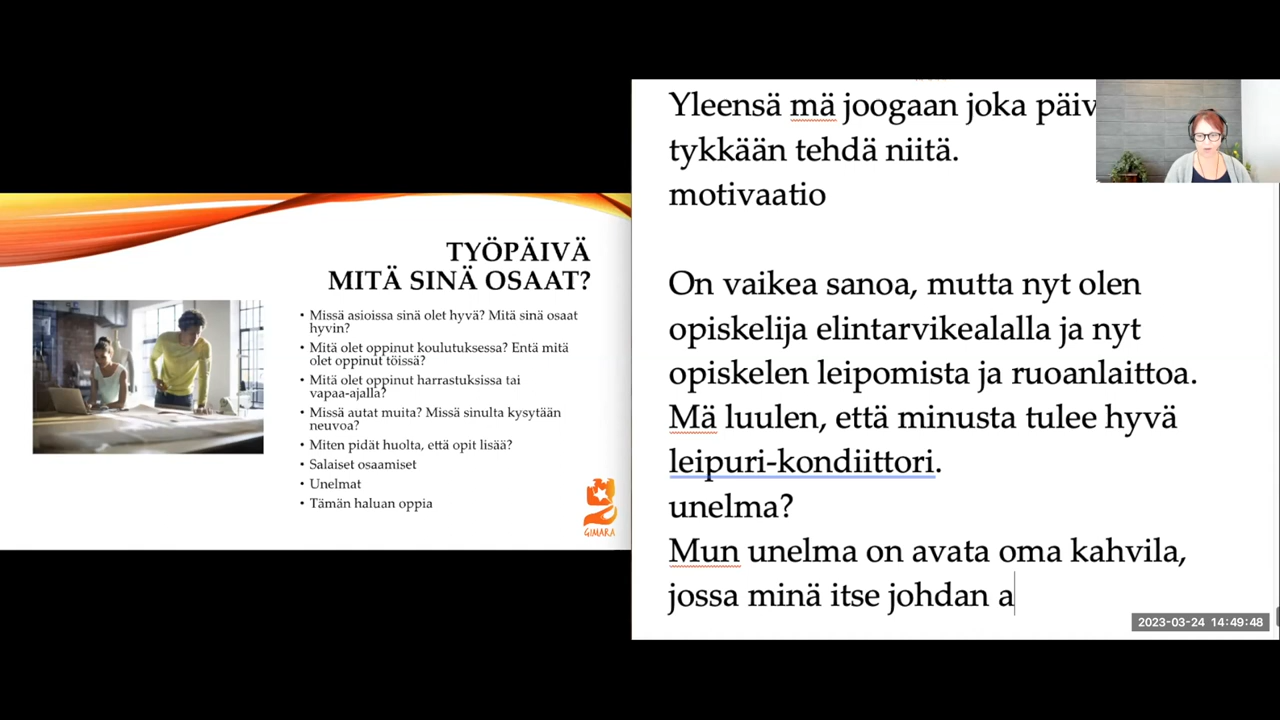 TYÖPÄIVÄ
MITÄ SINÄ OSAAT?
• Missä asioissa sinä olet hyvä? Mitä sinä osaat
hyvin?
• Mitä olet oppinut koulutuksessa? Entä mitä
olet oppinut töissä?
• Mitä olet oppinut harrastuksissa tai
vapaa-ajalla?
• Missä autat muita? Missä sinulta kysytään
neuvoa?
• Miten pidät huolta, että opit lisää?
• Salaiset osaamiset
• Unelmat
• Tämän haluan oppia
GIMARA
Yleensä mä joogaan joka päiv
tykkään tehdä niitä.
motivaatio
On vaikea sanoa, mutta nyt olen
opiskelija elintarvikealalla ja nyt
opiskelen leipomista ja ruoanlaittoa.
Mä luulen, että minusta tulee hyvä
leipuri-kondiittori.
unelma?
Mun unelma on avata oma kahvila,
jossa minä itse johdan a
2023-03-24 14:49:48